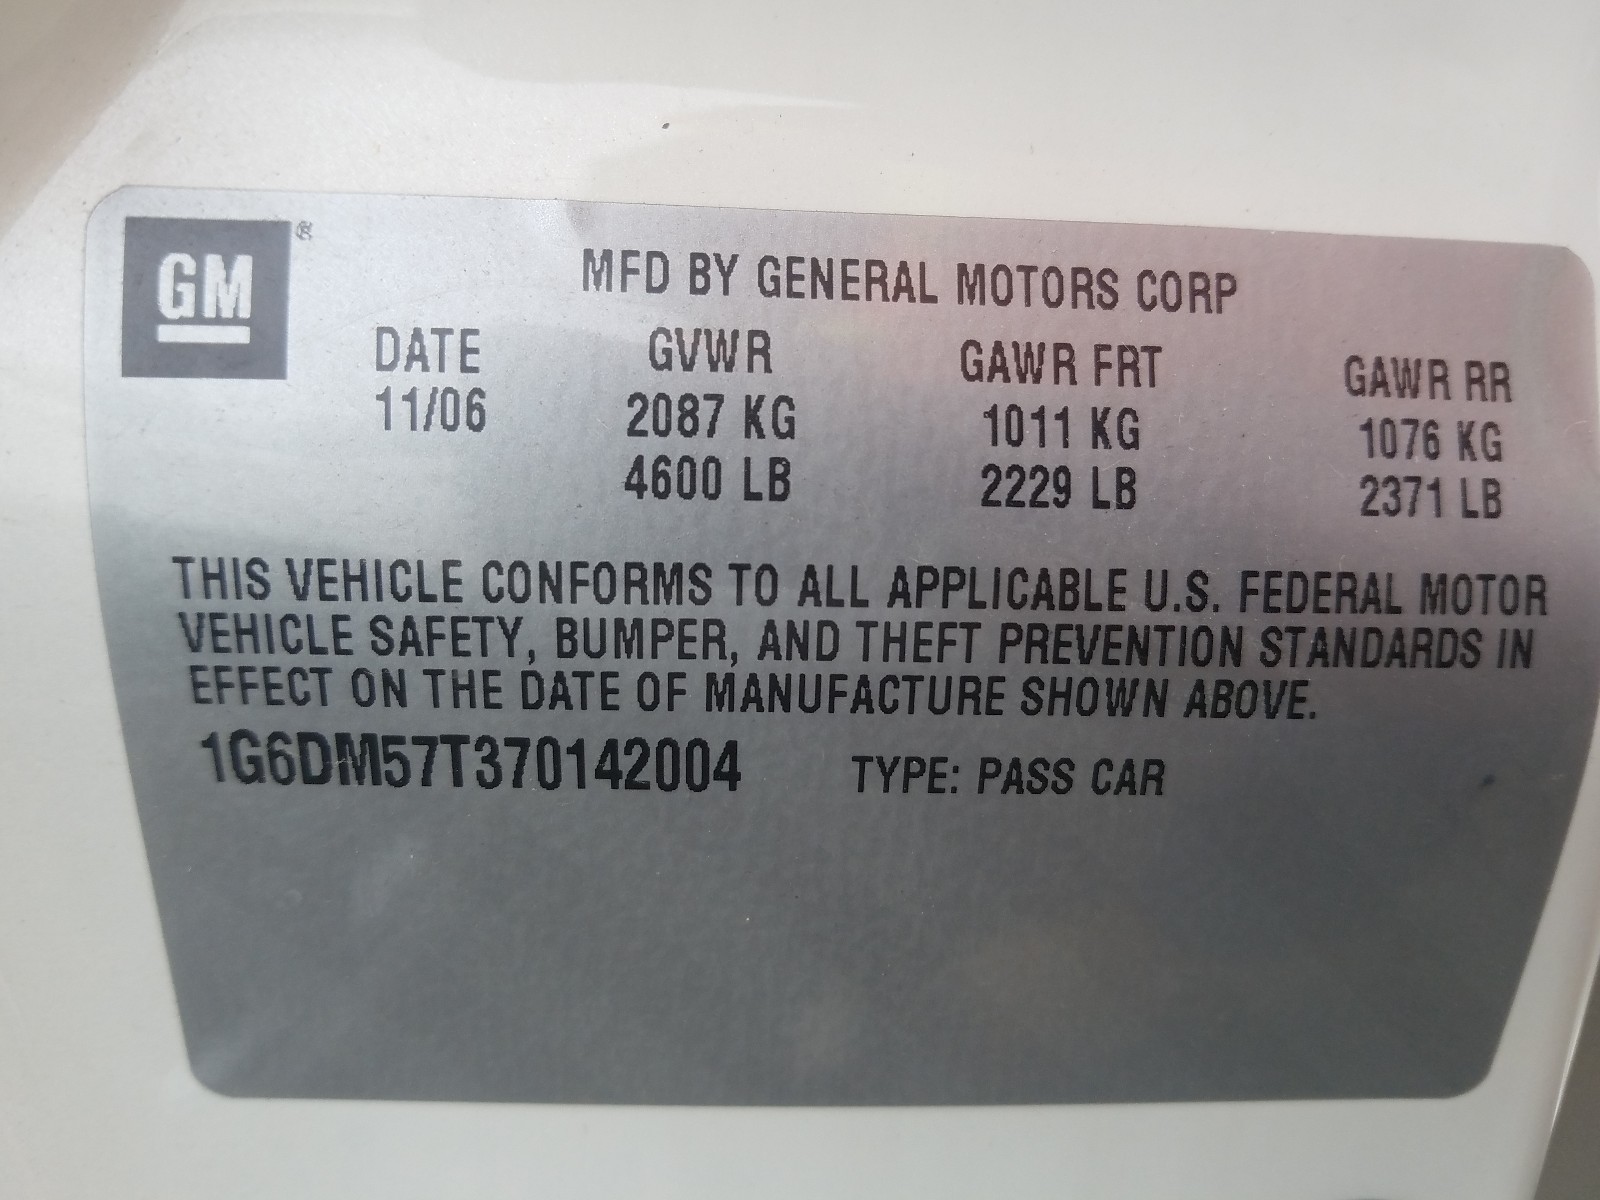 GM®
MFD BY GENERAL MOTORS CORP
DATE GVWR GAWR FRT GAWR RR
11/06 2087 KG 1011 KG 1076 KG
4600 LB 2229 LB 2371 LB
THIS VEHICLE CONFORMS TO ALL APPLICABLE U.S. FEDERAL MOTOR
VEHICLE SAFETY, BUMPER, AND THEFT PREVENTION STANDARDS IN
EFFECT ON THE DATE OF MANUFACTURE SHOWN ABOVE.
1G6DM57T370142004 TYPE: PASS CAR